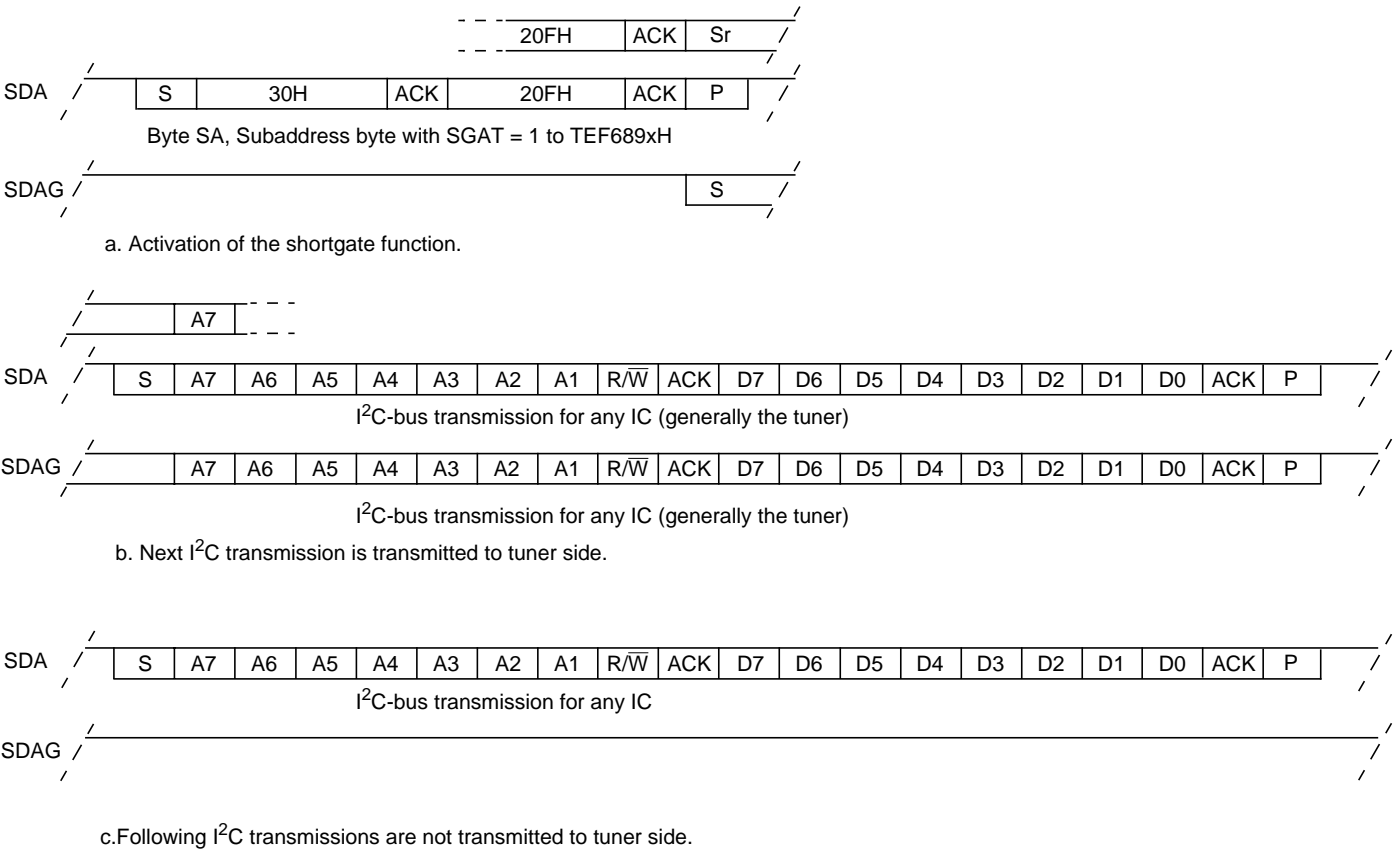 20FH ACK Sr
SDA S 30H ACK 20FH ACK P
Byte SA, Subaddress byte with SGAT = 1 to TEF689xH
SDAG S
a. Activation of the shortgate function.
A7
SDA S A7 A6 A5 A4 A3 A2 A1 R/W̅ ACK D7 D6 D5 D4 D3 D2 D1 D0 ACK P
I²C-bus transmission for any IC (generally the tuner)
SDAG A7 A6 A5 A4 A3 A2 A1 R/W̅ ACK D7 D6 D5 D4 D3 D2 D1 D0 ACK P
I²C-bus transmission for any IC (generally the tuner)
b. Next I²C transmission is transmitted to tuner side.
SDA S A7 A6 A5 A4 A3 A2 A1 R/W̅ ACK D7 D6 D5 D4 D3 D2 D1 D0 ACK P
I²C-bus transmission for any IC
SDAG
c.Following I²C transmissions are not transmitted to tuner side.